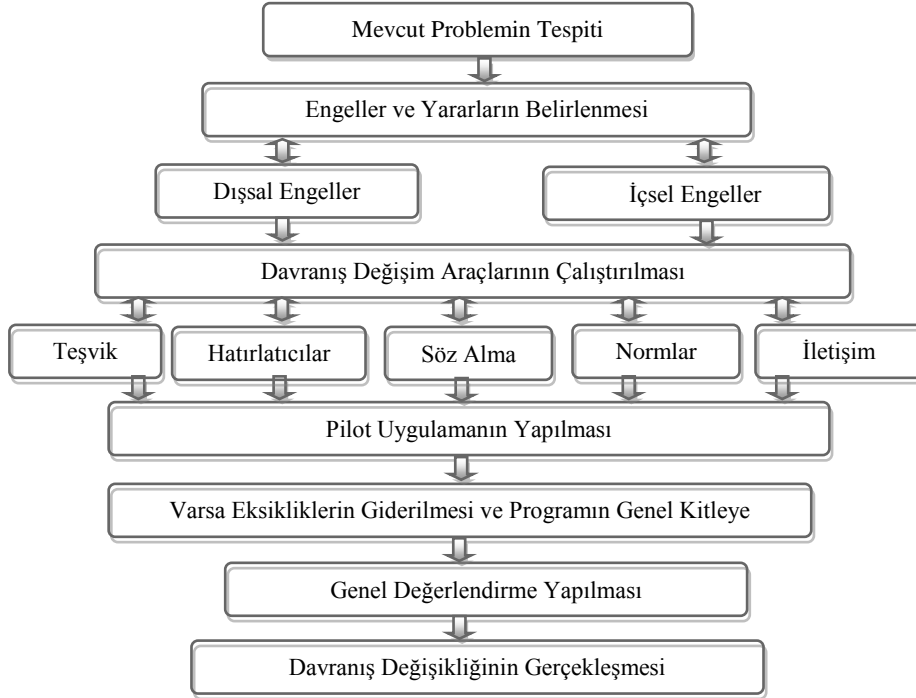 Mevcut Problemin Tespiti
Engeller ve Yararların Belirlenmesi
Dışsal Engeller
İçsel Engeller
Davranış Değişim Araçlarının Çalıştırılması
Teşvik
Hatırlatıcılar
Söz Alma
Normlar
İletişim
Pilot Uygulamanın Yapılması
Varsa Eksikliklerin Giderilmesi ve Programın Genel Kitleye
Genel Değerlendirme Yapılması
Davranış Değişikliğinin Gerçekleşmesi